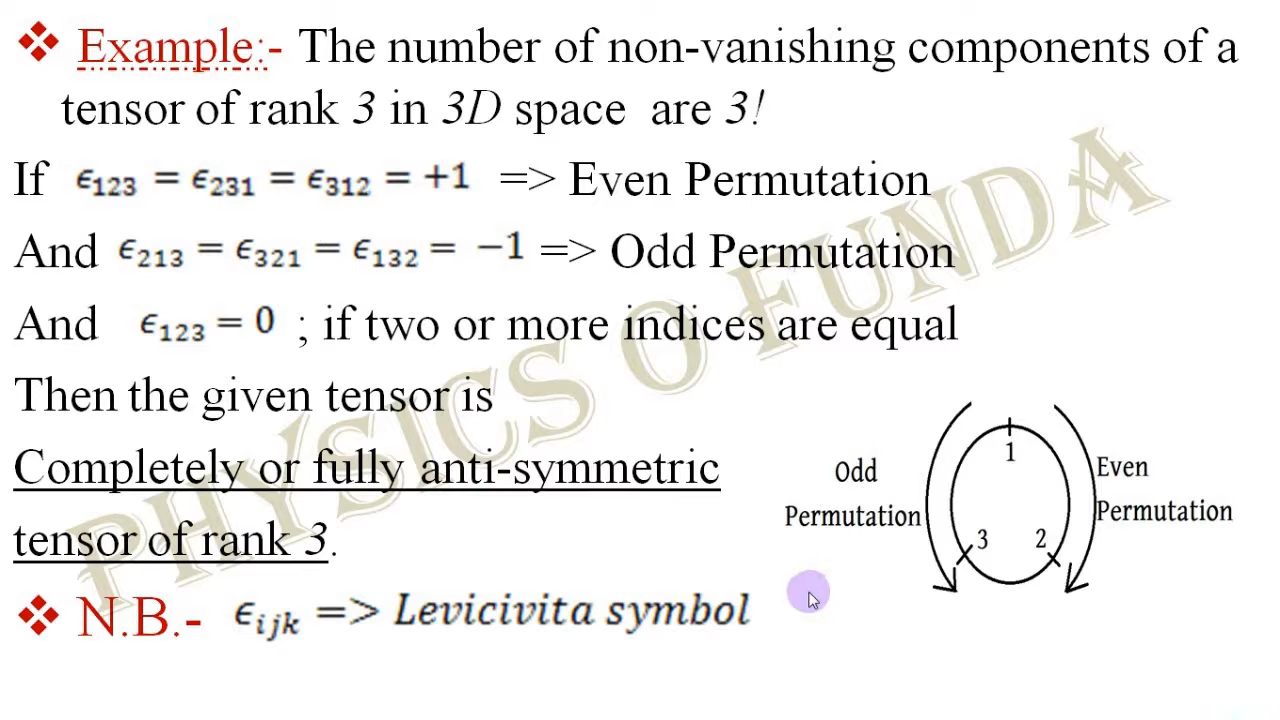 ❖ Example:- The number of non-vanishing components of a
tensor of rank 3 in 3D space are 3!
If ϵ₁₂₃ = ϵ₂₃₁ = ϵ₃₁₂ = +1 => Even Permutation
And ϵ₂₁₃ = ϵ₃₂₁ = ϵ₁₃₂ = −1 => Odd Permutation
And ϵ₁₂₃ = 0 ; if two or more indices are equal
Then the given tensor is
Completely or fully anti-symmetric
tensor of rank 3.
❖ N.B.- ϵᵢⱼₖ => Levicivita symbol
1
Odd
Permutation
Even
Permutation
3 2
PHYSICS O FUNDA